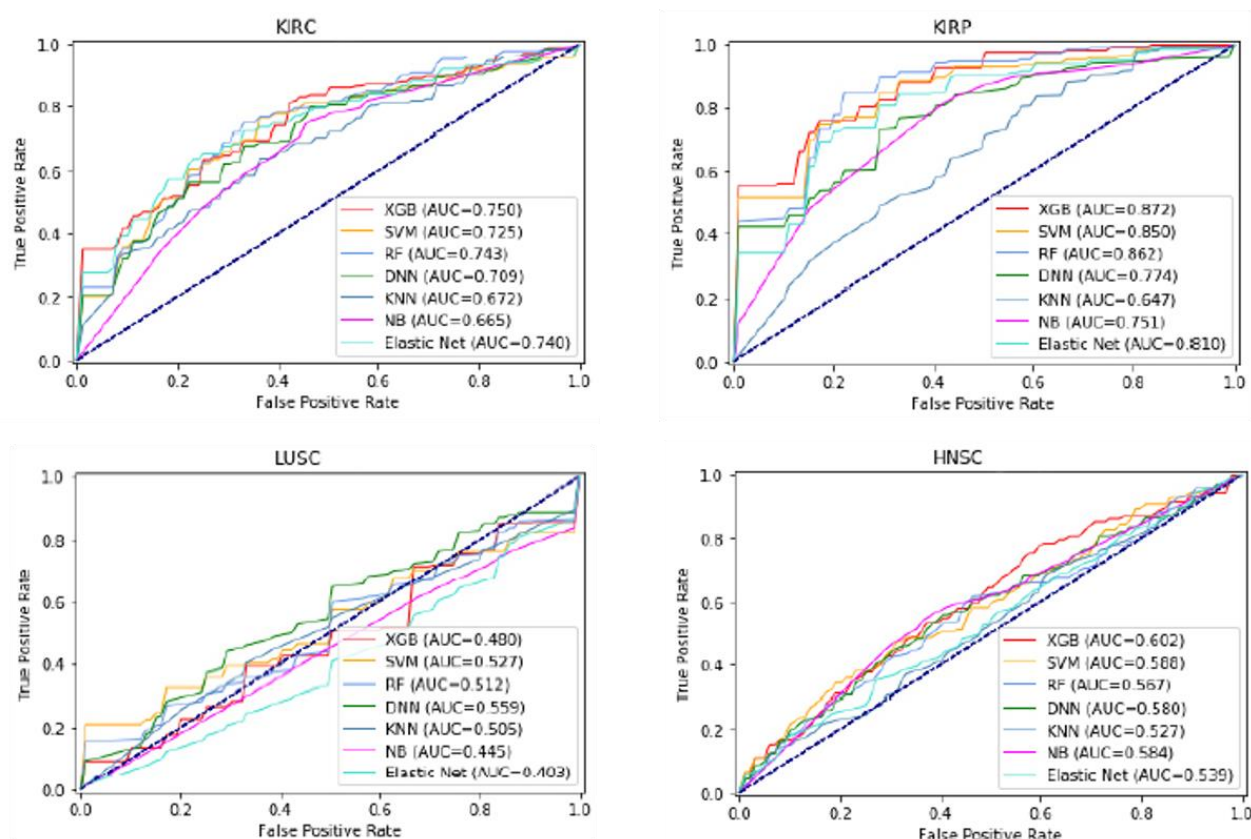 KIRC
True Positive Rate
1.0
0.8
0.6
0.4
0.2
0.0
XGB (AUC=0.750)
SVM (AUC=0.725)
RF (AUC=0.743)
DNN (AUC=0.709)
KNN (AUC=0.672)
NB (AUC=0.665)
Elastic Net (AUC=0.740)
0.0 0.2 0.4 0.6 0.8 1.0
False Positive Rate
KIRP
True Positive Rate
1.0
0.8
0.6
0.4
0.2
0.0
XGB (AUC=0.872)
SVM (AUC=0.850)
RF (AUC=0.862)
DNN (AUC=0.774)
KNN (AUC=0.647)
NB (AUC=0.751)
Elastic Net (AUC=0.810)
0.0 0.2 0.4 0.6 0.8 1.0
False Positive Rate
LUSC
True Positive Rate
1.0
0.8
0.6
0.4
0.2
0.0
XGB (AUC=0.480)
SVM (AUC=0.527)
RF (AUC=0.512)
DNN (AUC=0.559)
KNN (AUC=0.505)
NB (AUC=0.445)
Elastic Net (AUC=0.403)
0.0 0.2 0.4 0.6 0.8 1.0
False Positive Rate
HNSC
True Positive Rate
1.0
0.8
0.6
0.4
0.2
0.0
XGB (AUC=0.602)
SVM (AUC=0.588)
RF (AUC=0.567)
DNN (AUC=0.580)
KNN (AUC=0.527)
NB (AUC=0.584)
Elastic Net (AUC=0.539)
0.0 0.2 0.4 0.6 0.8 1.0
False Positive Rate